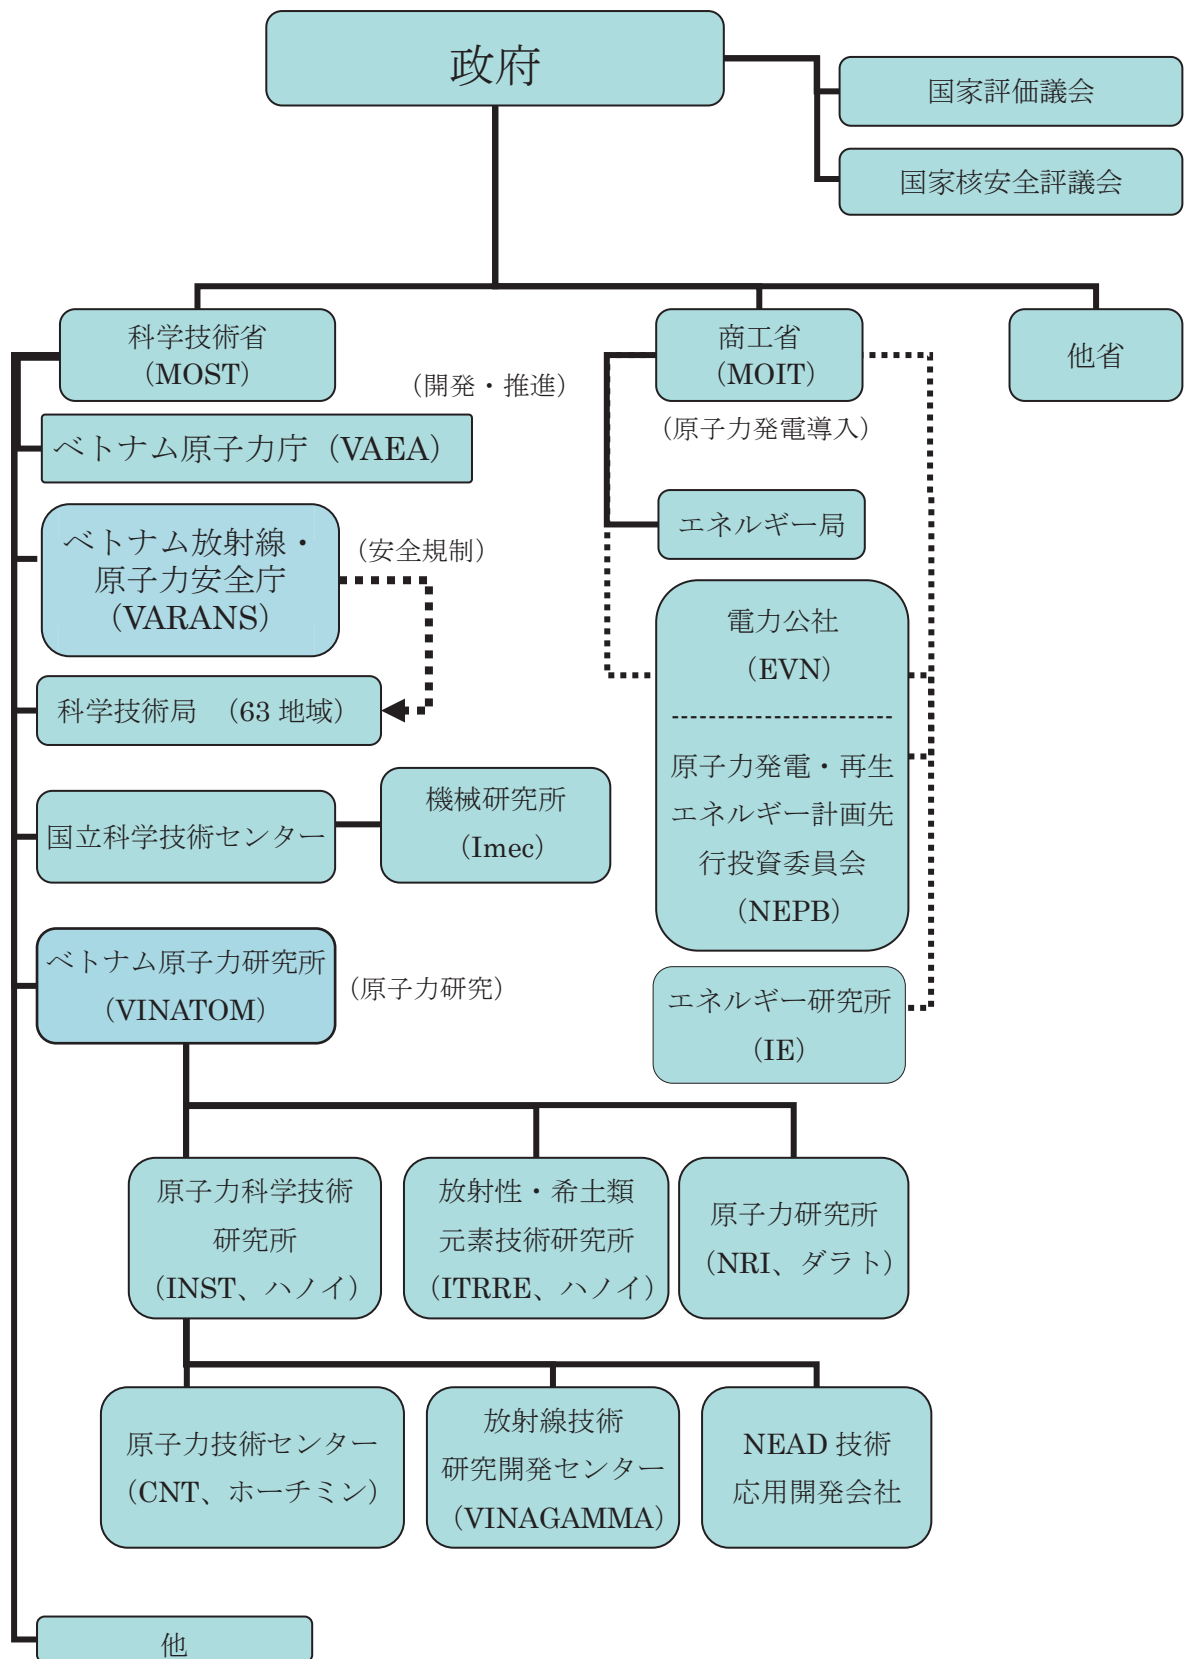 政府
国家評価議会
国家核安全評議会
科学技術省
（MOST）
商工省
（MOIT）
他省
（開発・推進）
（原子力発電導入）
ベトナム原子力庁（VAEA）
ベトナム放射線・
原子力安全庁
（VARANS）
（安全規制）
エネルギー局
電力公社
（EVN）
原子力発電・再生
エネルギー計画先
行投資委員会
（NEPB）
科学技術局　（63 地域）
国立科学技術センター
機械研究所
（Imec）
ベトナム原子力研究所
（VINATOM）
（原子力研究）
エネルギー研究所
（IE）
原子力科学技術
研究所
（INST、ハノイ）
放射性・希土類
元素技術研究所
（ITRRE、ハノイ）
原子力研究所
（NRI、ダラト）
原子力技術センター
（CNT、ホーチミン）
放射線技術
研究開発センター
（VINAGAMMA）
NEAD 技術
応用開発会社
他